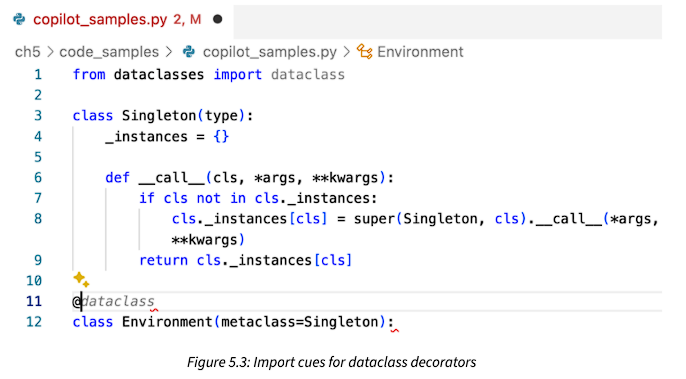 copilot_samples.py 2, M ●
ch5 > code_samples > copilot_samples.py > Environment
1 from dataclasses import dataclass
2
3 class Singleton(type):
4 _instances = {}
5
6 def __call__(cls, *args, **kwargs):
7 if cls not in cls._instances:
8 cls._instances[cls] = super(Singleton, cls).__call__(*args,
**kwargs)
9 return cls._instances[cls]
10
11 @dataclass
12 class Environment(metaclass=Singleton):
Figure 5.3: Import cues for dataclass decorators